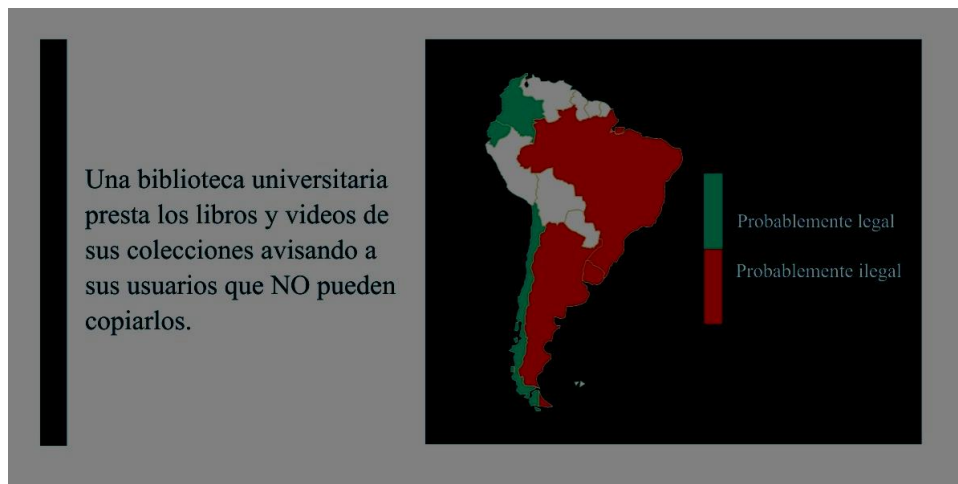 Una biblioteca universitaria
presta los libros y videos de
sus colecciones avisando a
sus usuarios que NO pueden
copiarlos.
Probablemente legal
Probablemente ilegal